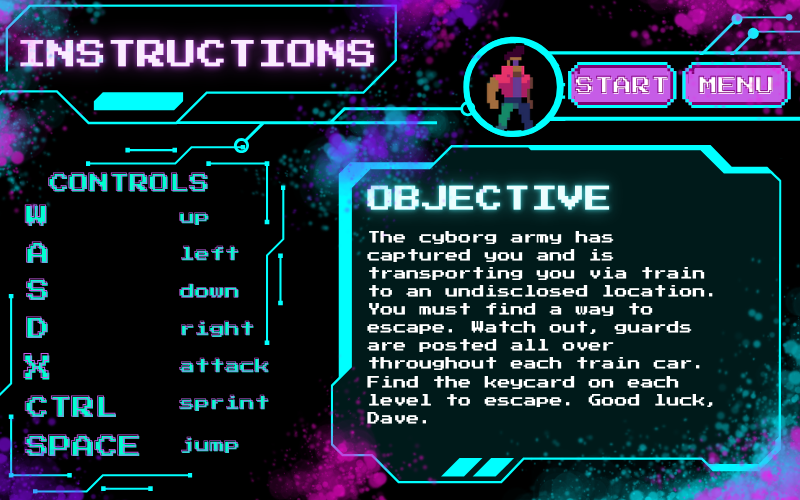 INSTRUCTIONS
START MENU
CONTROLS
W up
A left
S down
D right
X attack
CTRL sprint
SPACE jump
OBJECTIVE
The cyborg army has
captured you and is
transporting you via train
to an undisclosed location.
You must find a way to
escape. Watch out, guards
are posted all over
throughout each train car.
Find the keycard on each
level to escape. Good luck,
Dave.